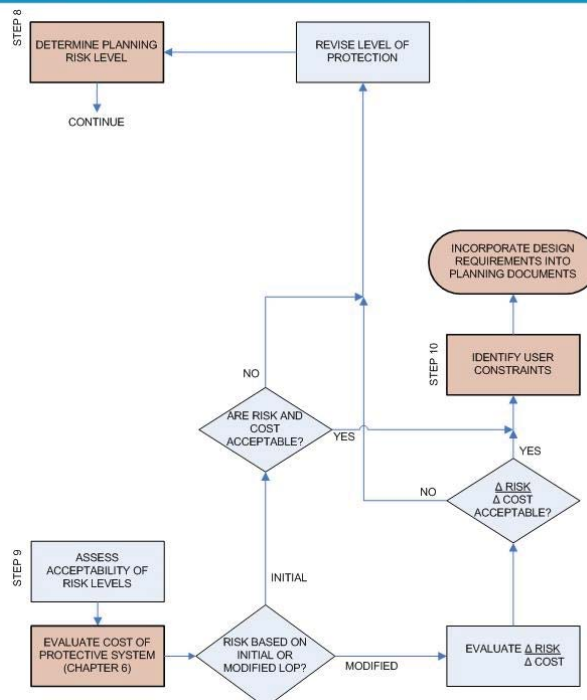 STEP 8
DETERMINE PLANNING
RISK LEVEL
REVISE LEVEL OF
PROTECTION
CONTINUE
INCORPORATE DESIGN
REQUIREMENTS INTO
PLANNING DOCUMENTS
STEP 10
IDENTIFY USER
CONSTRAINTS
NO
ARE RISK AND
COST
ACCEPTABLE?
YES
YES
NO
Δ RISK
Δ COST
ACCEPTABLE?
STEP 9
ASSESS
ACCEPTABILITY OF
RISK LEVELS
INITIAL
EVALUATE COST OF
PROTECTIVE SYSTEM
(CHAPTER 6)
RISK BASED ON
INITIAL OR
MODIFIED LOP?
MODIFIED
EVALUATE Δ RISK
Δ COST